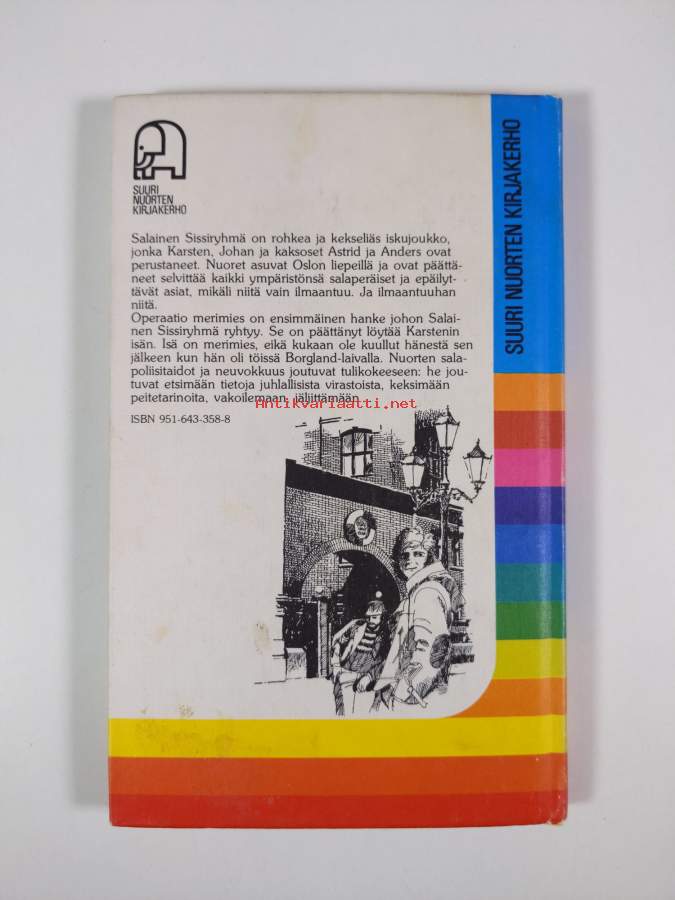 SUURI
NUORTEN
KIRJAKERHO
SUURI NUORTEN KIRJAKERHO
Salainen Sissiryhmä on rohkea ja kekseliäs iskujoukko,
jonka Karsten, Johan ja kaksoset Astrid ja Anders ovat
perustaneet. Nuoret asuvat Oslon liepeillä ja ovat päättä-
neet selvittää kaikki ympäristönsä salaperäiset ja epäilyt-
tävät asiat, mikäli niitä vain ilmaantuu. Ja ilmaantuuhan
niitä.
Operaatio merimies on ensimmäinen hanke johon Salai-
nen Sissiryhmä ryhtyy. Se on päättänyt löytää Karstenin
isän. Isä on merimies, eikä kukaan ole kuullut hänestä sen
jälkeen kun hän oli töissä Borgland-laivalla. Nuorten sala-
poliisitaidot ja neuvokkuus joutuvat tulikokeeseen: he jou-
tuvat etsimään tietoja juhlallisista virastoista, keksimään
peitetarinoita, vakoilemaan, jäljittämään . . .
Antikvariaatti.net
ISBN 951-643-358-8